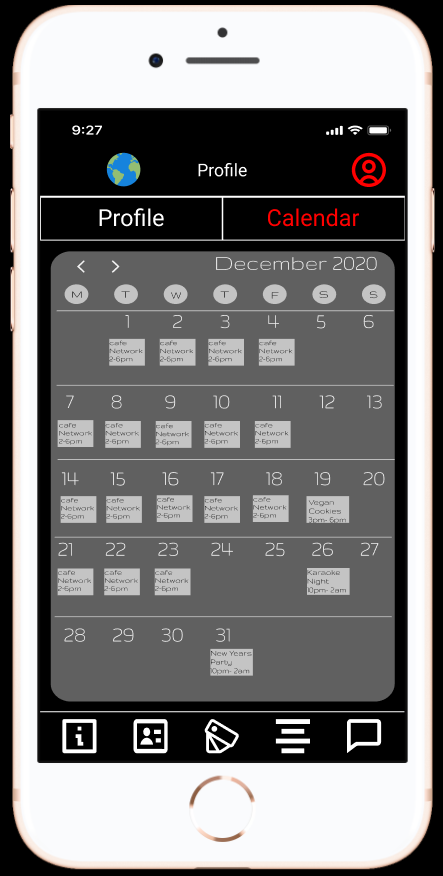 9:27
Profile
Profile Calendar
December 2020
M T W T F S S
1 2 3 4 5 6
cafe cafe cafe cafe
Network Network Network Network
2-6pm 2-6pm 2-6pm 2-6pm
7 8 9 10 11 12 13
cafe cafe cafe cafe cafe
Network Network Network Network Network
2-6pm 2-6pm 2-6pm 2-6pm 2-6pm
14 15 16 17 18 19 20
cafe cafe cafe cafe cafe Vegan
Network Network Network Network Network Cookies
2-6pm 2-6pm 2-6pm 2-6pm 2-6pm 3pm- 6pm
21 22 23 24 25 26 27
cafe cafe cafe Karaoke
Network Network Network Night
2-6pm 2-6pm 2-6pm 10pm- 2am
28 29 30 31
New Years
Party
10pm- 2am